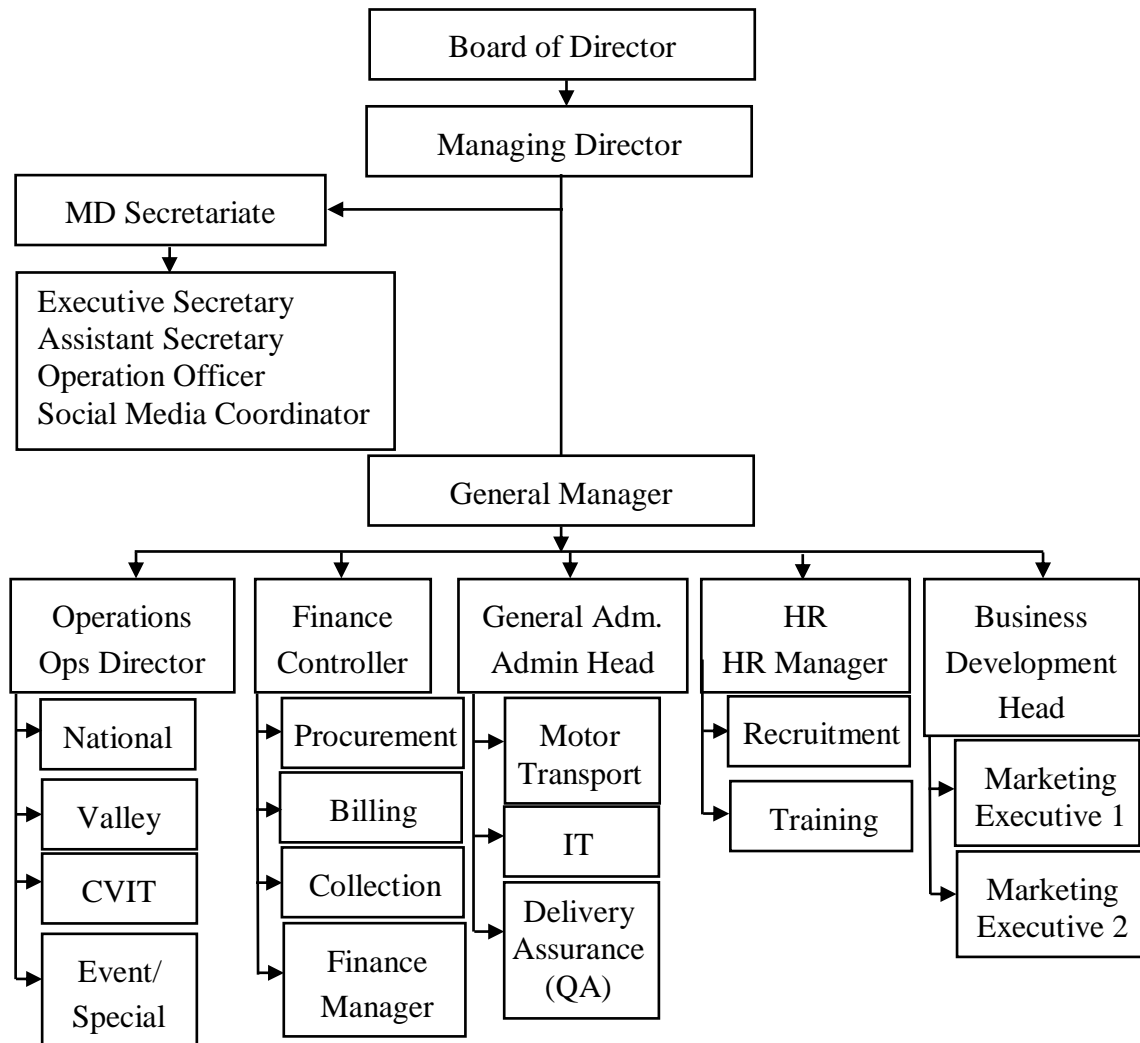 Board of Director
Managing Director
MD Secretariate
Executive Secretary
Assistant Secretary
Operation Officer
Social Media Coordinator
General Manager
Operations
Ops Director
National
Valley
CVIT
Event/
Special
Finance
Controller
Procurement
Billing
Collection
Finance
Manager
General Adm.
Admin Head
Motor
Transport
IT
Delivery
Assurance
(QA)
HR
HR Manager
Recruitment
Training
Business
Development
Head
Marketing
Executive 1
Marketing
Executive 2